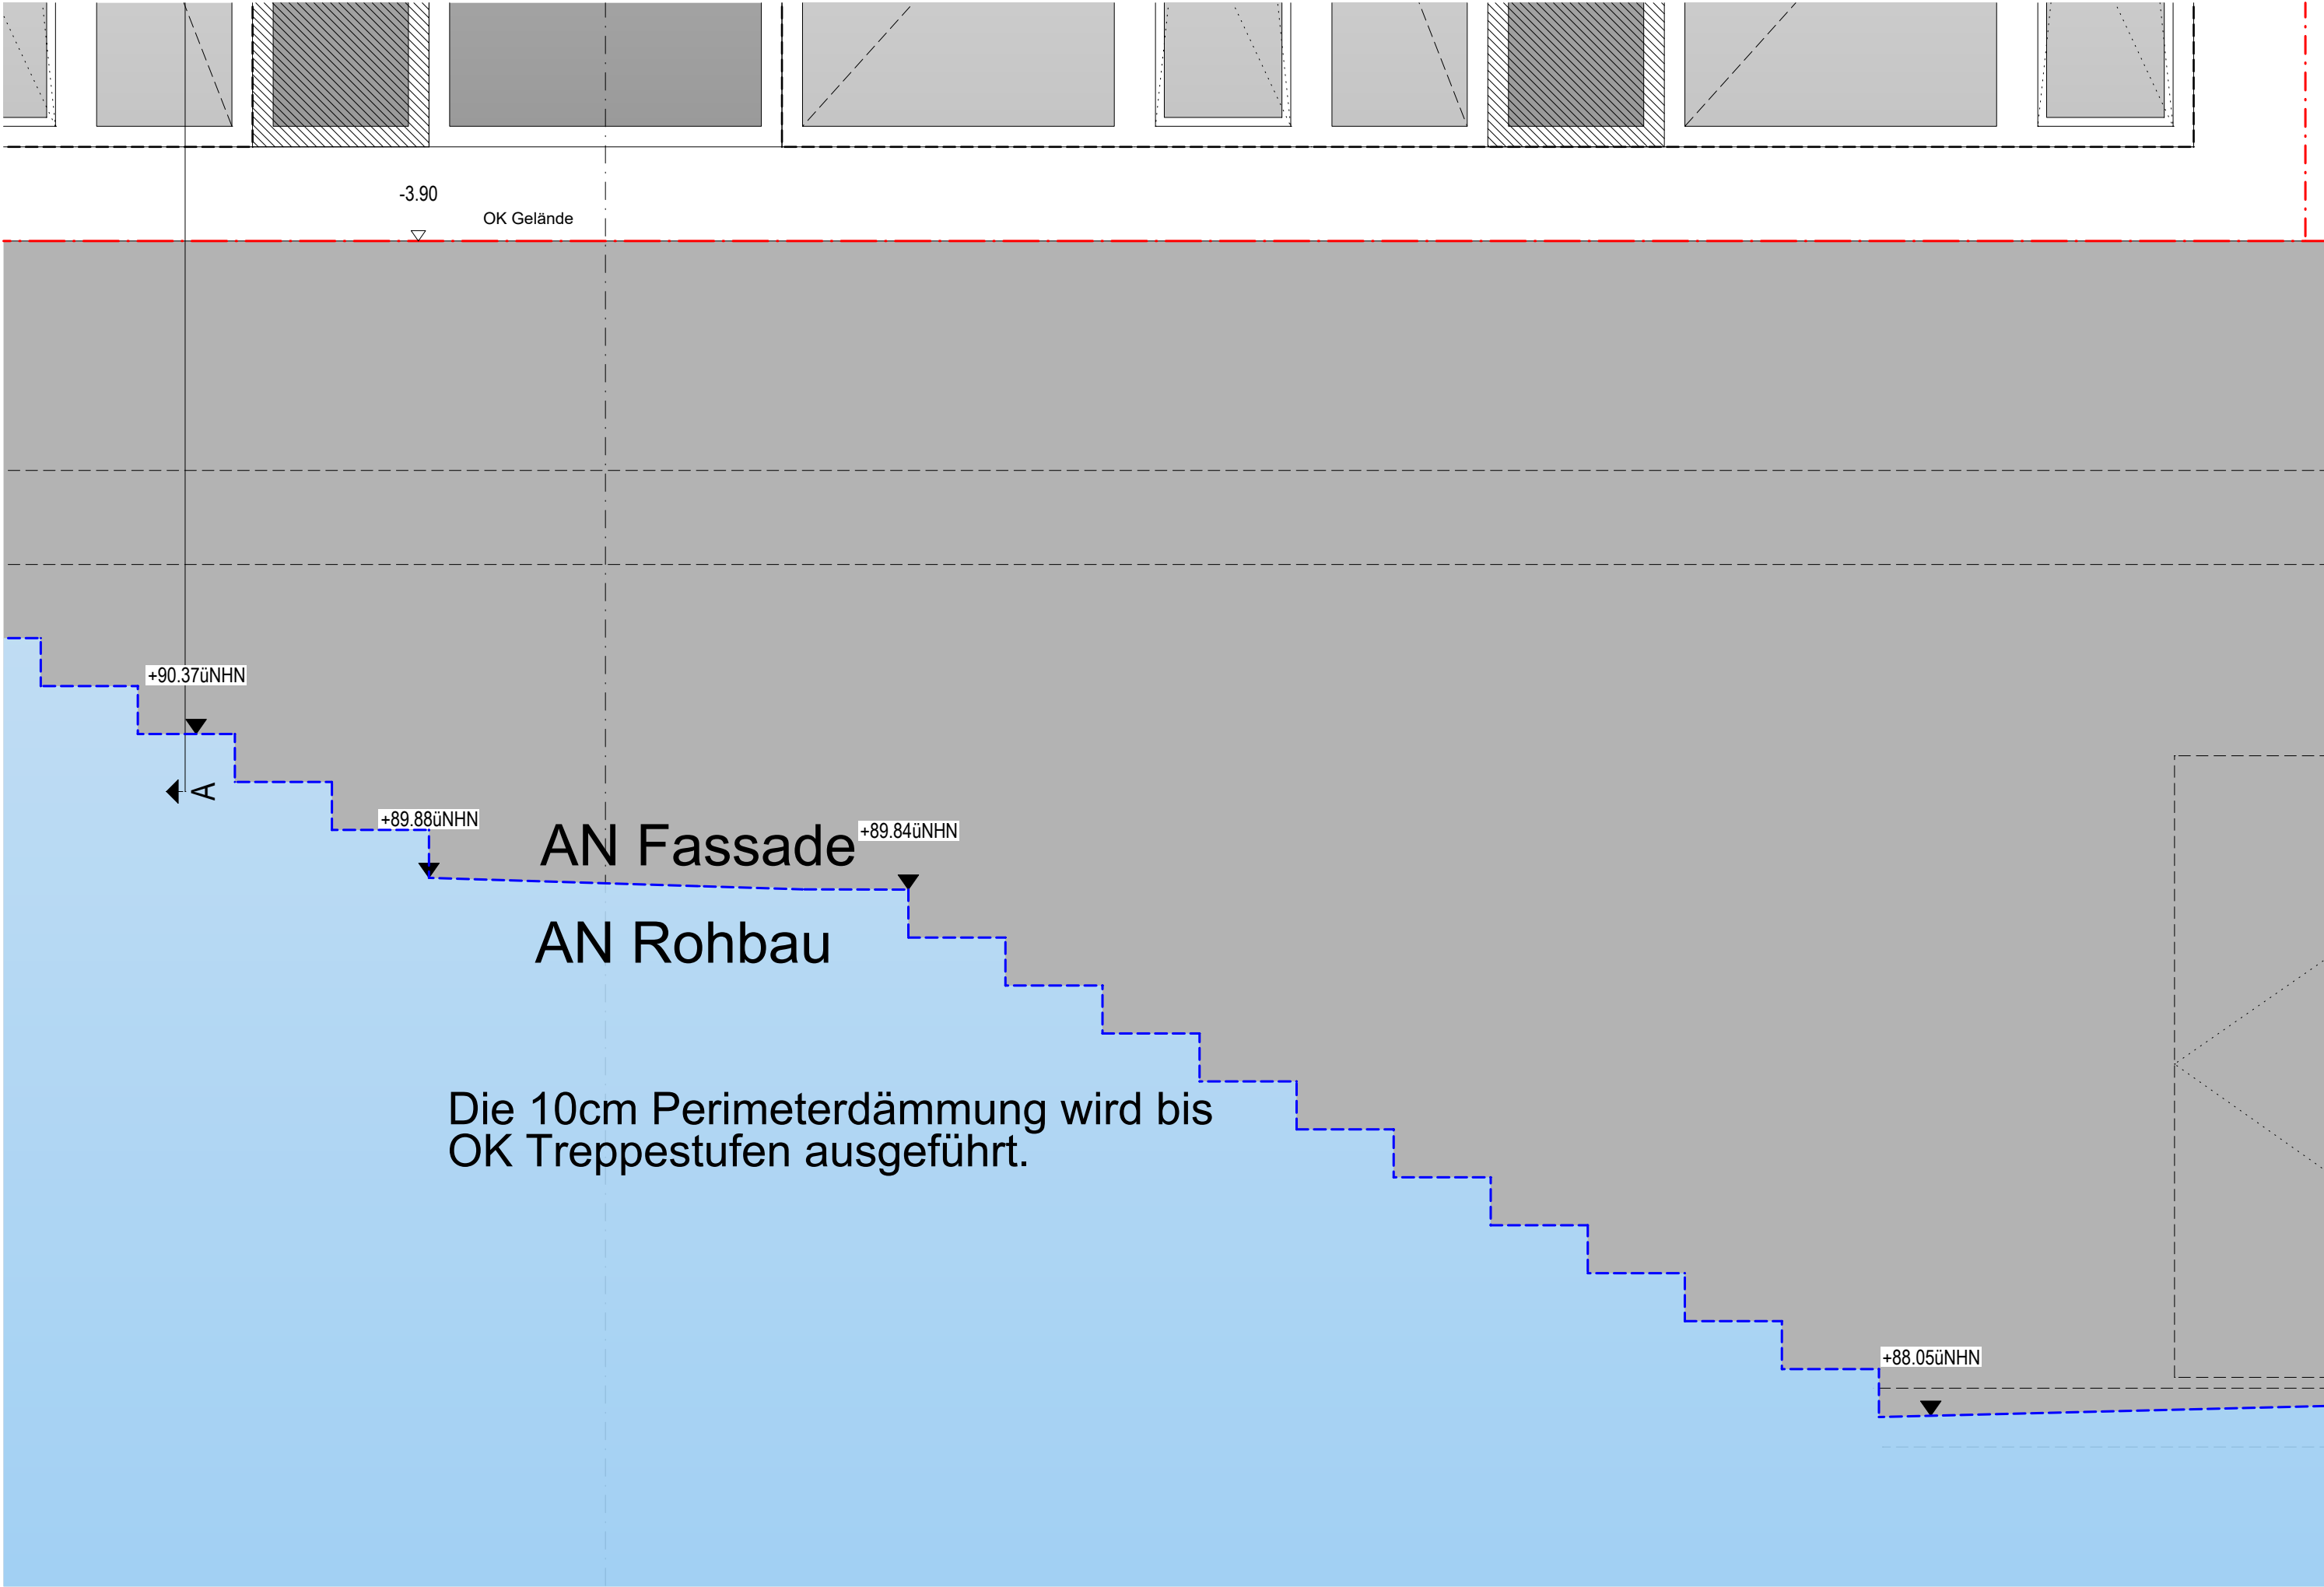 -3.90
OK Gelände
+90.37üNHN
A
+89.88üNHN
AN Fassade
+89.84üNHN
AN Rohbau
Die 10cm Perimeterdämmung wird bis
OK Treppestufen ausgeführt.
+88.05üNHN